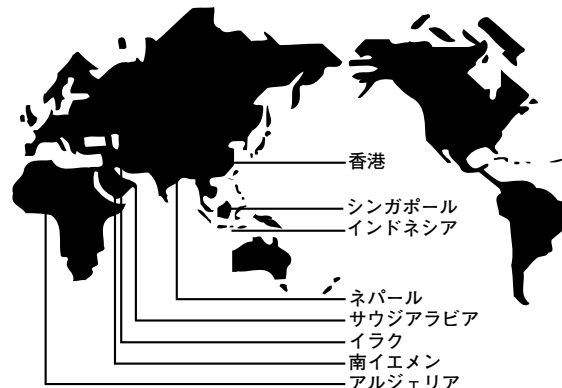 香港
シンガポール
インドネシア
ネパール
サウジアラビア
イラク
南イエメン
アルジェリア